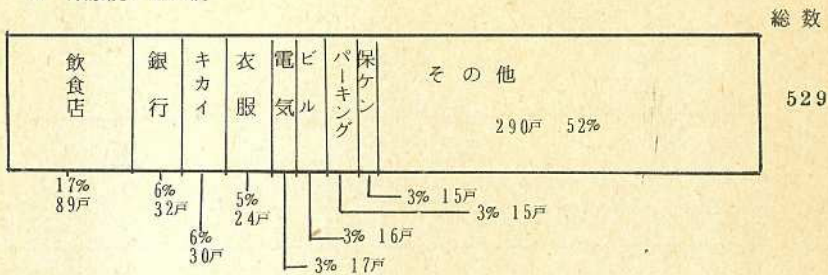 総数
飲食店
銀行
キカイ
衣服
電気
ビル
パーキング
保ケン
その他
290戸 52%
529
17%
89戸
6%
32戸
6%
30戸
5%
24戸
3% 17戸
3% 16戸
3% 15戸
3% 15戸